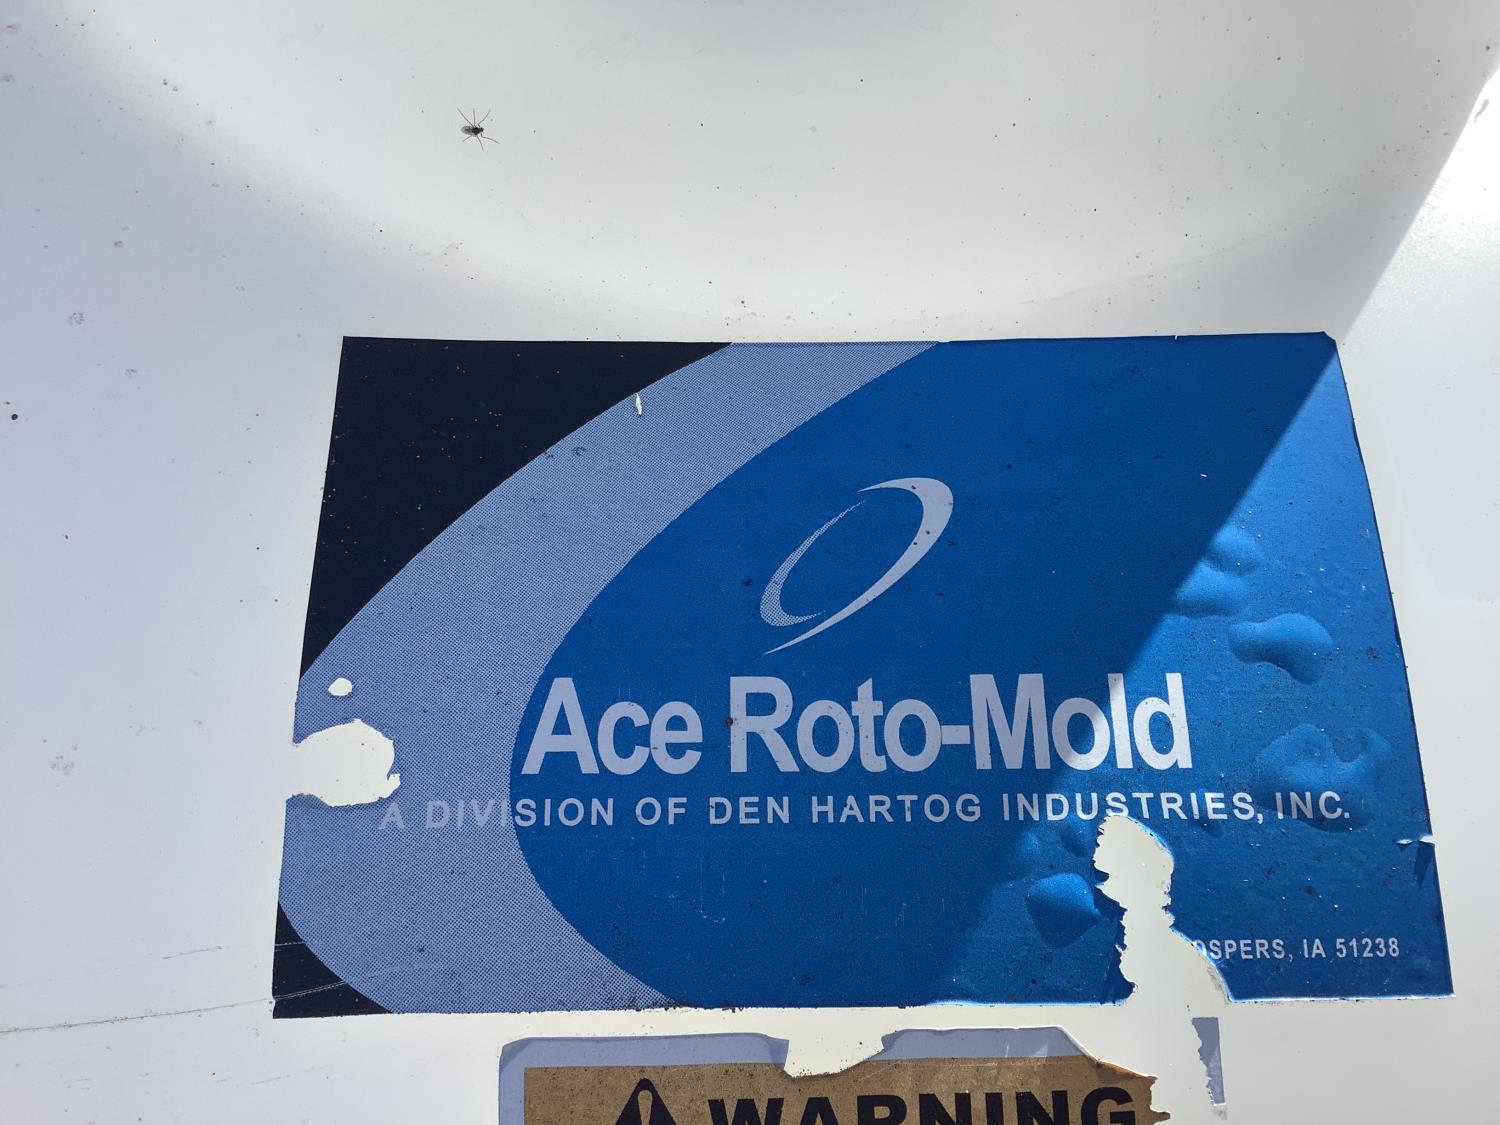 Ace Roto-Mold
A DIVISION OF DEN HARTOG INDUSTRIES, INC.
OSPERS, IA 51238
WARNING